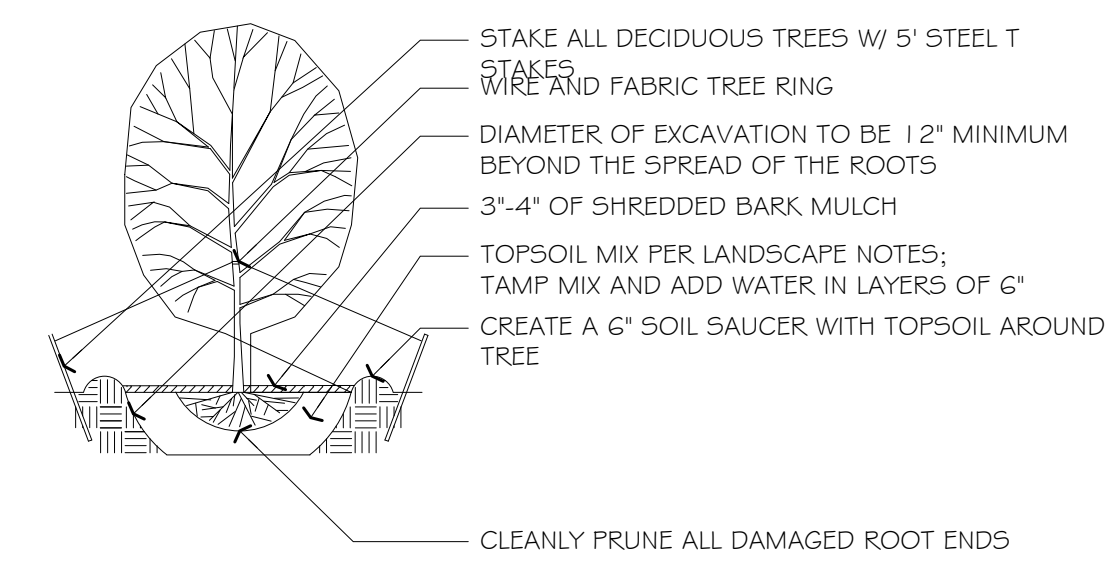 STAKE ALL DECIDUOUS TREES W/ 5' STEEL T
STAKES
WIRE AND FABRIC TREE RING
DIAMETER OF EXCAVATION TO BE 12" MINIMUM
BEYOND THE SPREAD OF THE ROOTS
3"-4" OF SHREDDED BARK MULCH
TOPSOIL MIX PER LANDSCAPE NOTES;
TAMP MIX AND ADD WATER IN LAYERS OF 6"
CREATE A 6" SOIL SAUCER WITH TOPSOIL AROUND
TREE
CLEANLY PRUNE ALL DAMAGED ROOT ENDS